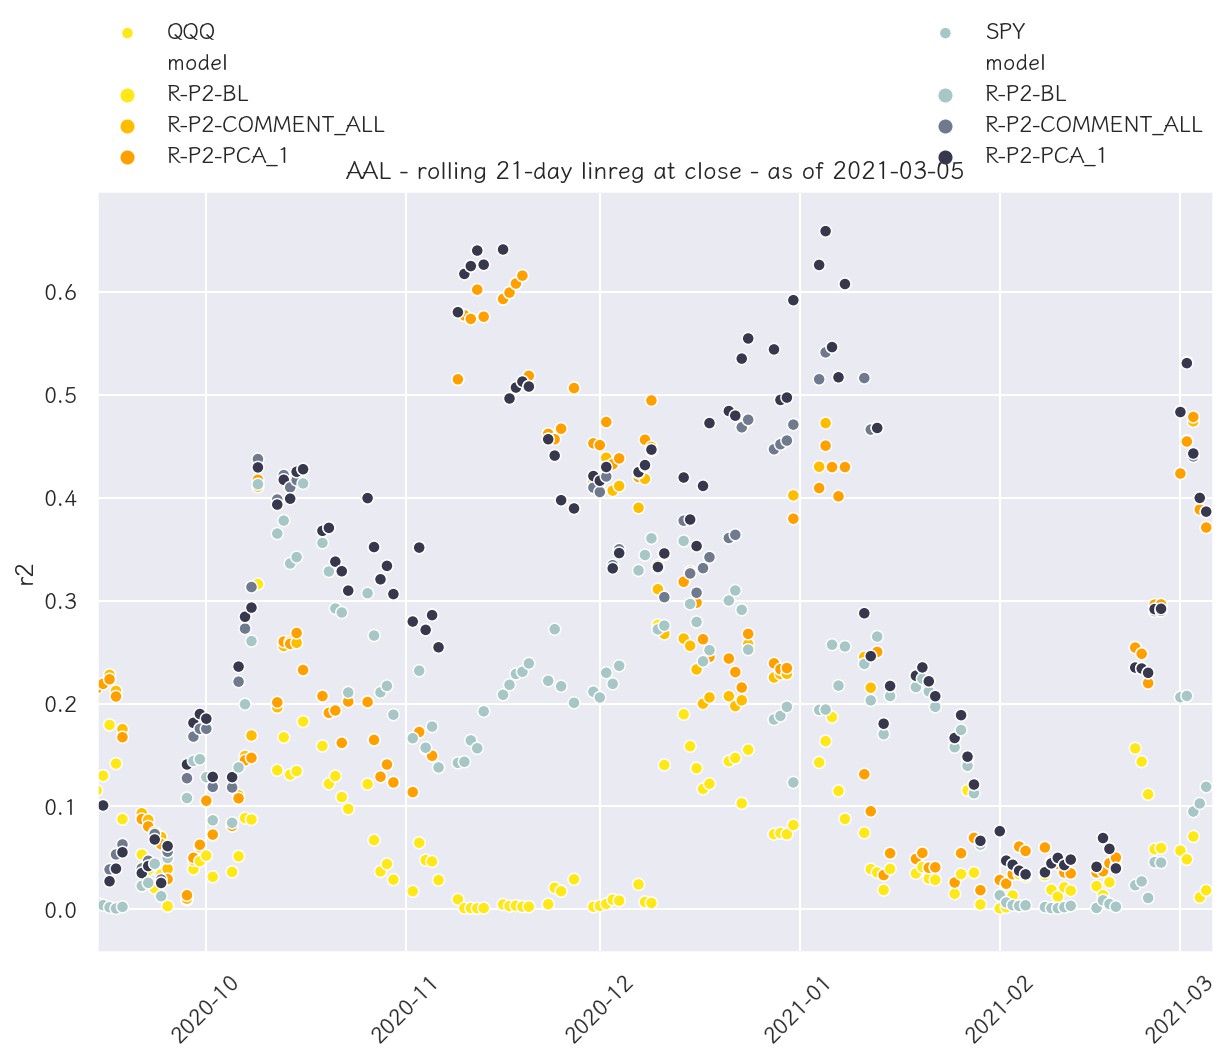 QQQ
model
R-P2-BL
R-P2-COMMENT_ALL
R-P2-PCA_1
SPY
model
R-P2-BL
R-P2-COMMENT_ALL
R-P2-PCA_1
AAL - rolling 21-day linreg at close - as of 2021-03-05
r2
0.6
0.5
0.4
0.3
0.2
0.1
0.0
2020-10
2020-11
2020-12
2021-01
2021-02
2021-03